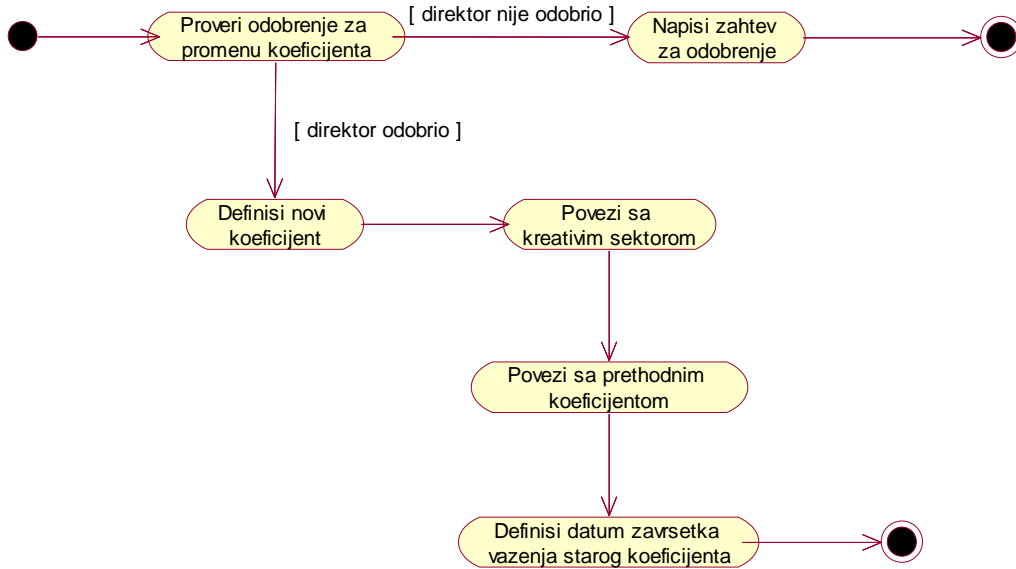 Proveri odobrenje za
promenu koeficijenta
[ direktor nije odobrio ]
Napisi zahtev
za odobrenje
[ direktor odobrio ]
Definisi novi
koeficijent
Povezi sa
kreativim sektorom
Povezi sa prethodnim
koeficijentom
Definisi datum zavrsetka
vazenja starog koeficijenta